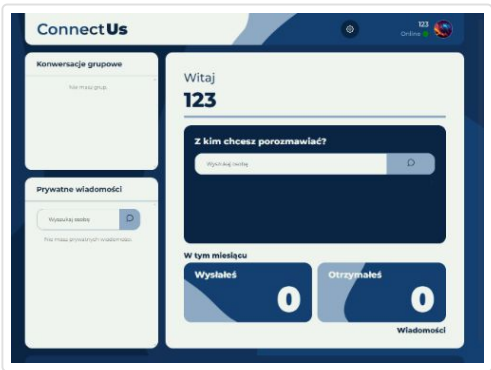 ConnectUs
123
Online
Konwersacje grupowe
Nie masz grup.
Prywatne wiadomości
Wyszukaj osobę
Nie masz prywatnych wiadomości.
Witaj
123
Z kim chcesz porozmawiać?
Wyszukaj osobę
W tym miesiącu
Wysłałeś
0
Otrzymałeś
0
Wiadomości